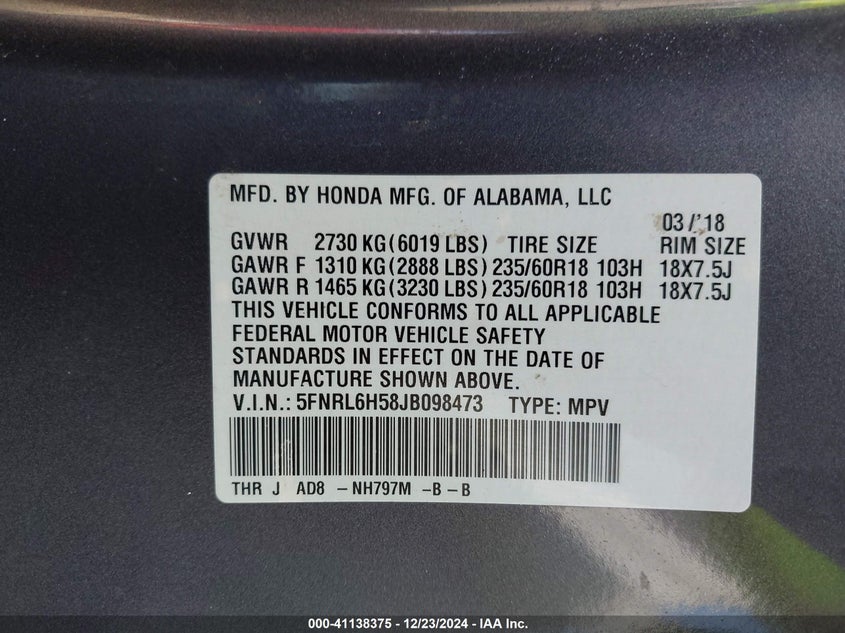 MFD. BY HONDA MFG. OF ALABAMA, LLC
03/'18
GVWR 2730 KG (6019 LBS) TIRE SIZE RIM SIZE
GAWR F 1310 KG (2888 LBS) 235/60R18 103H 18X7.5J
GAWR R 1465 KG (3230 LBS) 235/60R18 103H 18X7.5J
THIS VEHICLE CONFORMS TO ALL APPLICABLE
FEDERAL MOTOR VEHICLE SAFETY
STANDARDS IN EFFECT ON THE DATE OF
MANUFACTURE SHOWN ABOVE.
V.I.N.: 5FNRL6H58JB098473 TYPE: MPV
THR J AD8 -NH797M -B-B
000-41138375 - 12/23/2024 - IAA Inc.